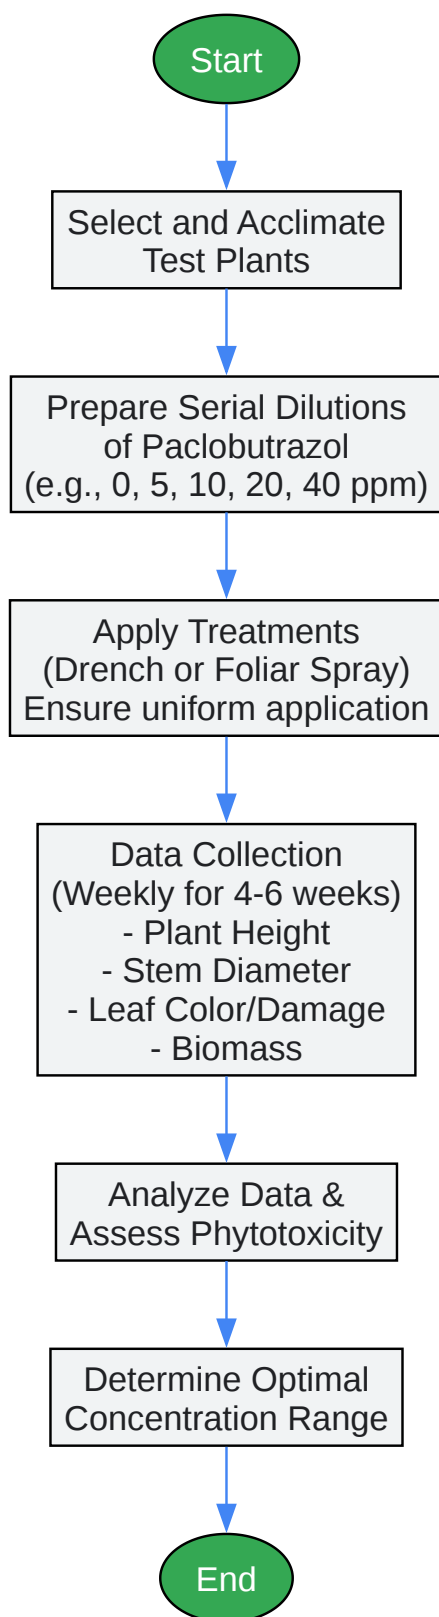 Start
Select and Acclimate
Test Plants
Prepare Serial Dilutions
of Paclobutrazol
(e.g., 0, 5, 10, 20, 40 ppm)
Apply Treatments
(Drench or Foliar Spray)
Ensure uniform application
Data Collection
(Weekly for 4-6 weeks)
- Plant Height
- Stem Diameter
- Leaf Color/Damage
- Biomass
Analyze Data &
Assess Phytotoxicity
Determine Optimal
Concentration Range
End